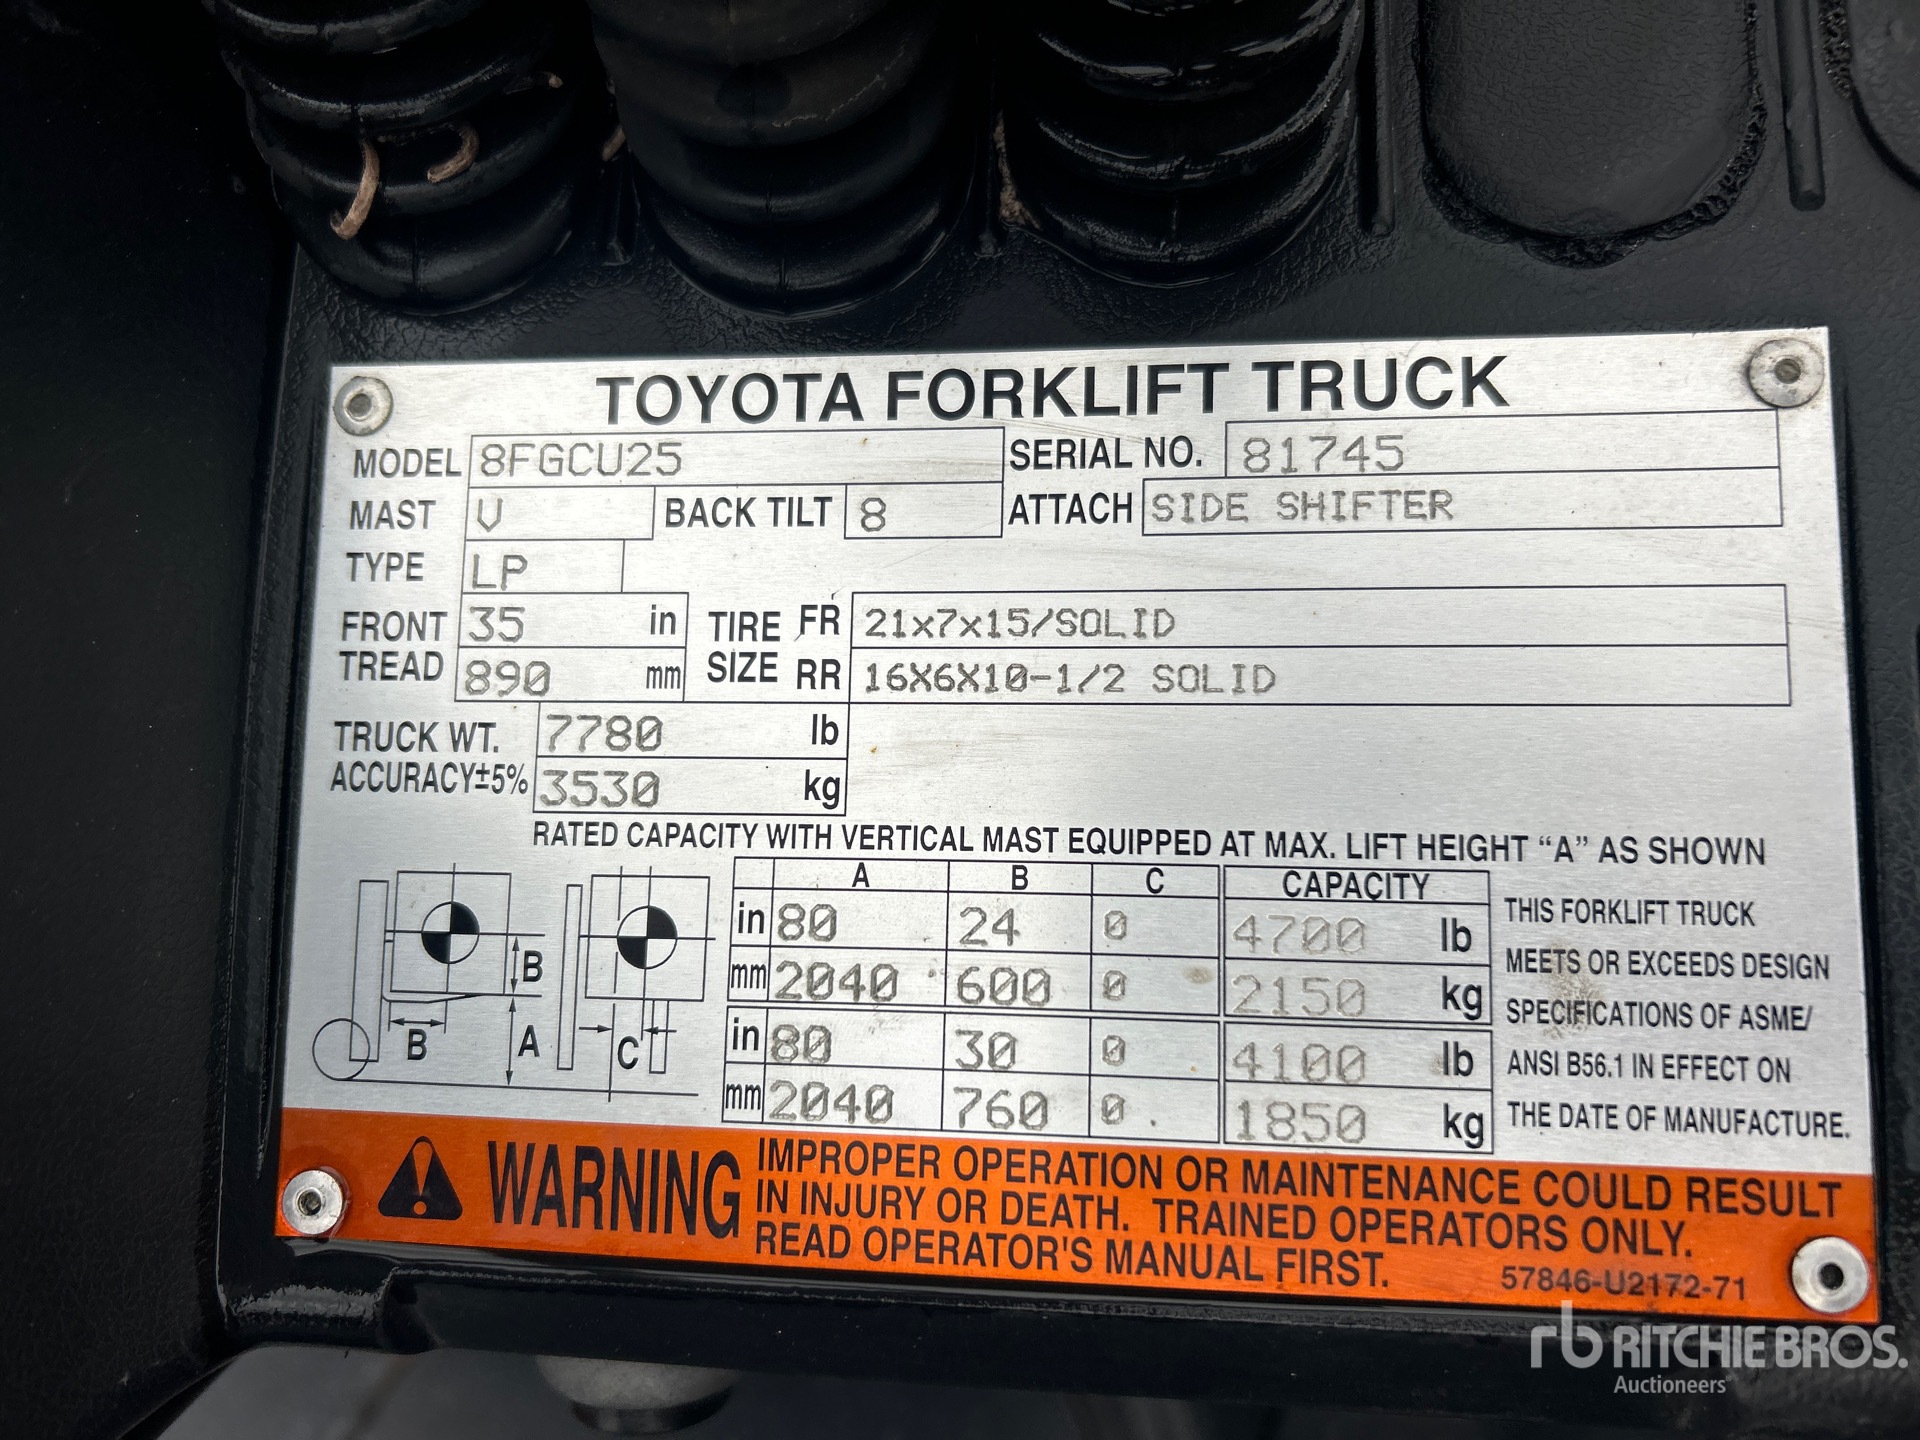 TOYOTA FORKLIFT TRUCK
MODEL 8FGCU25 SERIAL NO. 81745
MAST V BACK TILT 8 ATTACH SIDE SHIFTER
TYPE LP
FRONT TREAD 35 in TIRE SIZE FR 21x7x15/SOLID
890 mm RR 16X6X10-1/2 SOLID
TRUCK WT. 7780 lb
ACCURACY±5% 3530 kg
RATED CAPACITY WITH VERTICAL MAST EQUIPPED AT MAX. LIFT HEIGHT “A” AS SHOWN
A B C CAPACITY
in 80 24 0 4700 lb
mm 2040 600 0 2150 kg
in 80 30 0 4100 lb
mm 2040 760 0 1850 kg
B
B A C
THIS FORKLIFT TRUCK
MEETS OR EXCEEDS DESIGN
SPECIFICATIONS OF ASME/
ANSI B56.1 IN EFFECT ON
THE DATE OF MANUFACTURE.
WARNING
IMPROPER OPERATION OR MAINTENANCE COULD RESULT
IN INJURY OR DEATH. TRAINED OPERATORS ONLY.
READ OPERATOR'S MANUAL FIRST.
57846-U2172-71
rb RITCHIE BROS.
Auctioneers